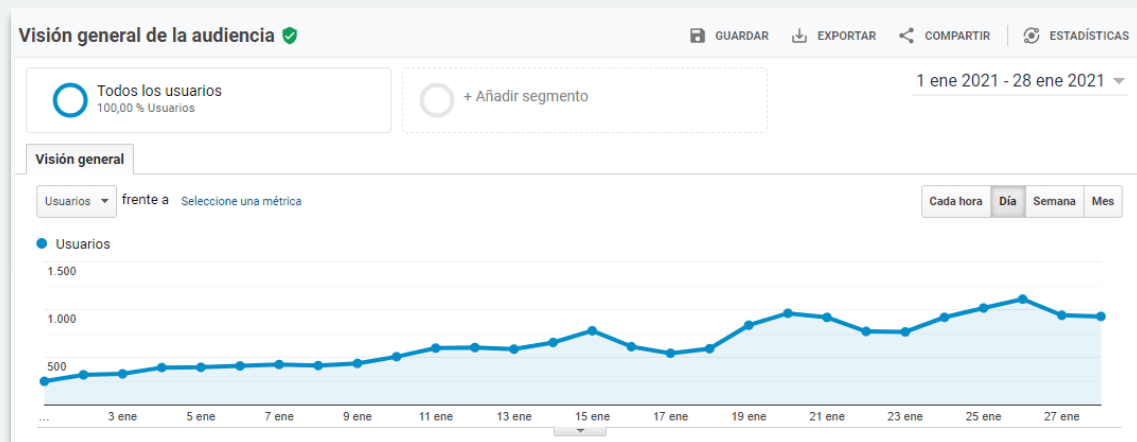 Visión general de la audiencia
GUARDAR EXPORTAR COMPARTIR ESTADÍSTICAS
Todos los usuarios
100,00 % Usuarios
+ Añadir segmento
1 ene 2021 - 28 ene 2021
Visión general
Usuarios frente a Seleccione una métrica
Cada hora Día Semana Mes
Usuarios
1.500
1.000
500
... 3 ene 5 ene 7 ene 9 ene 11 ene 13 ene 15 ene 17 ene 19 ene 21 ene 23 ene 25 ene 27 ene